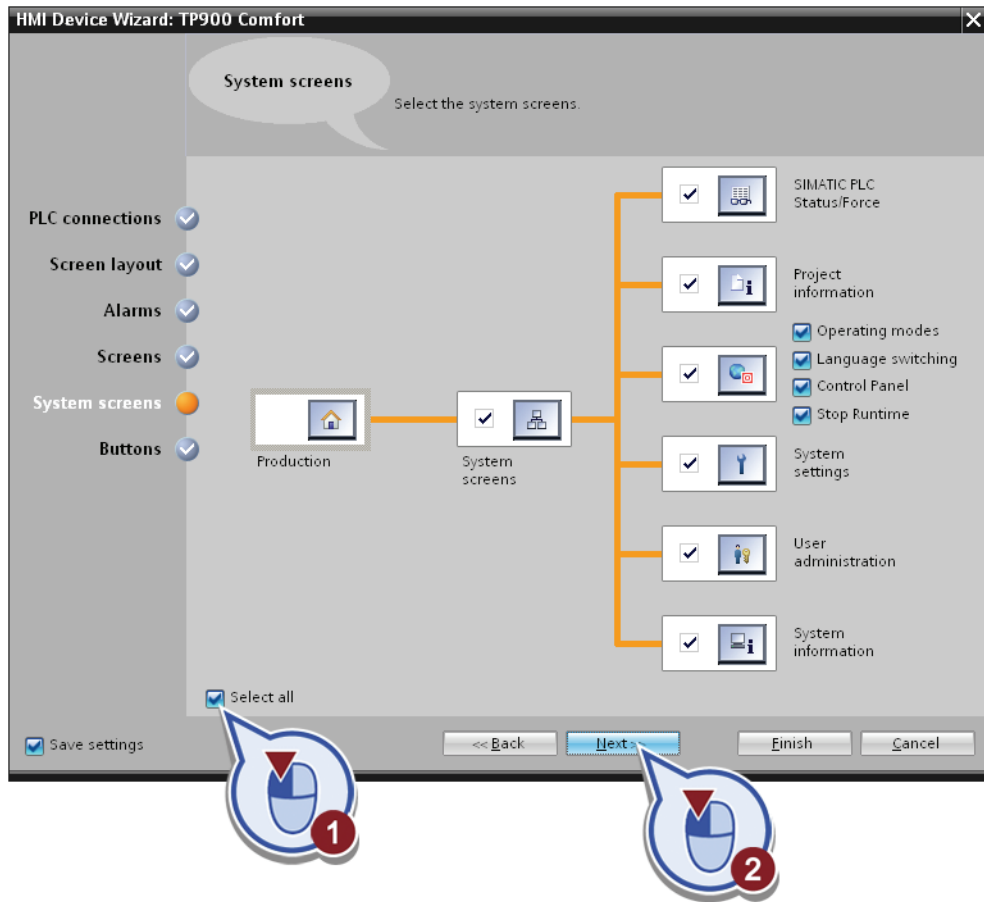 HMI Device Wizard: TP900 Comfort
System screens
Select the system screens.
PLC connections
Screen layout
Alarms
Screens
System screens
Buttons
Production
System
screens
SIMATIC PLC
Status/Force
Project
information
Operating modes
Language switching
Control Panel
Stop Runtime
System
settings
User
administration
System
information
Select all
Save settings
<< Back
Next >>
Finish
Cancel
1
2